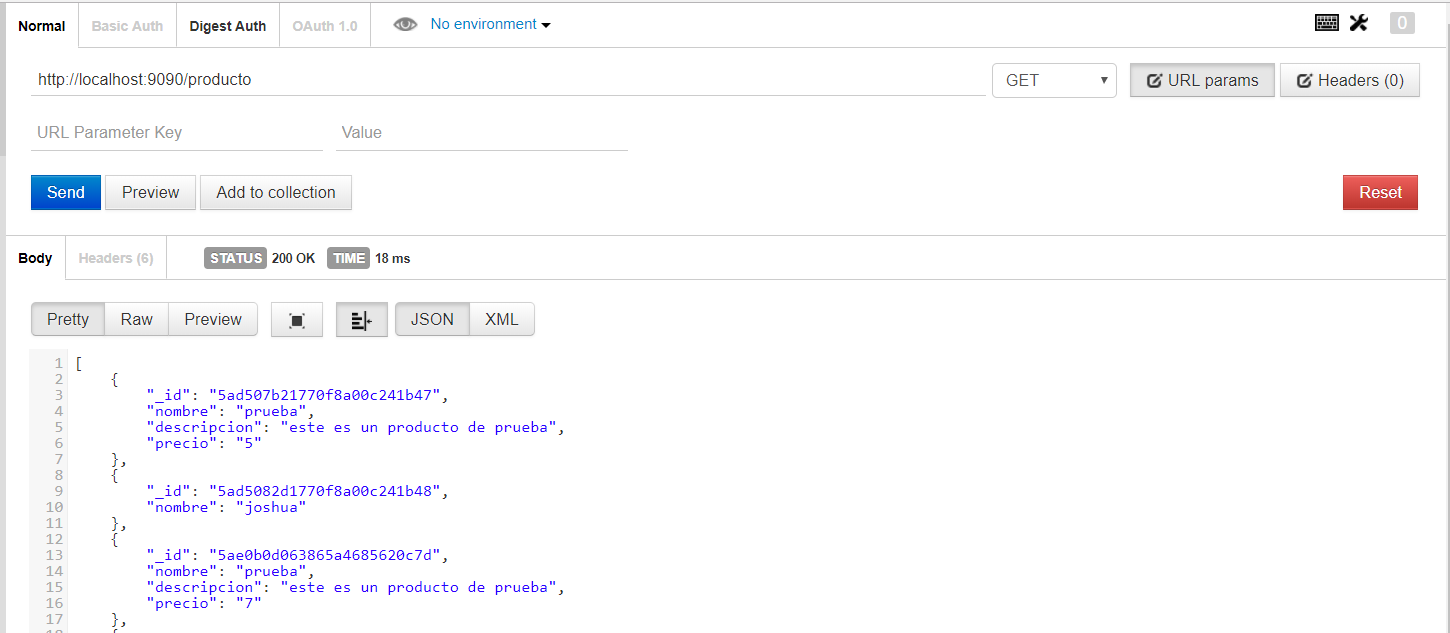 Normal Basic Auth Digest Auth OAuth 1.0 No environment 0
http://localhost:9090/producto GET URL params Headers (0)
URL Parameter Key Value
Send Preview Add to collection Reset
Body Headers (6) STATUS 200 OK TIME 18 ms
Pretty Raw Preview JSON XML
1 [
2 {
3 "_id": "5ad507b21770f8a00c241b47",
4 "nombre": "prueba",
5 "descripcion": "este es un producto de prueba",
6 "precio": "5"
7 },
8 {
9 "_id": "5ad5082d1770f8a00c241b48",
10 "nombre": "joshua"
11 },
12 {
13 "_id": "5ae0b0d063865a4685620c7d",
14 "nombre": "prueba",
15 "descripcion": "este es un producto de prueba",
16 "precio": "7"
17 },
18 {